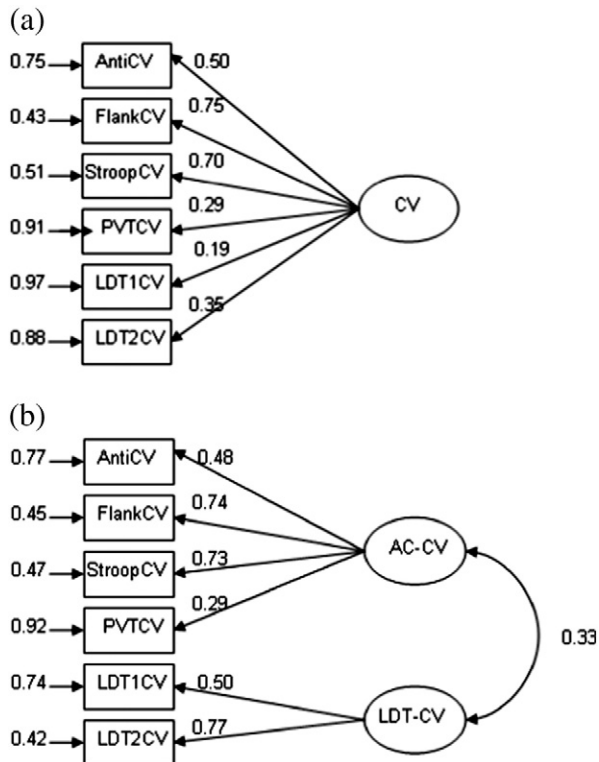 (a)
0.75 AntiCV 0.50
0.43 FlankCV 0.75
0.51 StroopCV 0.70
CV
0.91 PVTCV 0.29
0.97 LDT1CV 0.19
0.88 LDT2CV 0.35
(b)
0.77 AntiCV 0.48
0.45 FlankCV 0.74
AC-CV
0.47 StroopCV 0.73
0.92 PVTCV 0.29
0.33
0.74 LDT1CV 0.50
LDT-CV
0.42 LDT2CV 0.77